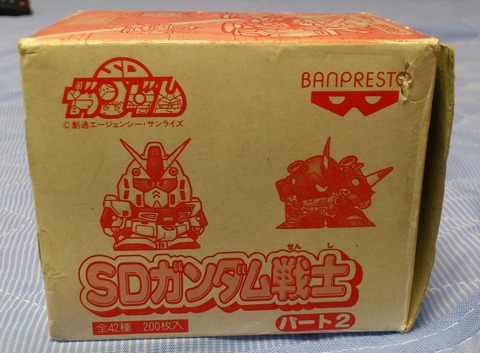 SD
ガンダム
©創通エージェンシー・サンライズ
BANPRESTO
せんし
SDガンダム戦士
パート2
全42種 200枚入